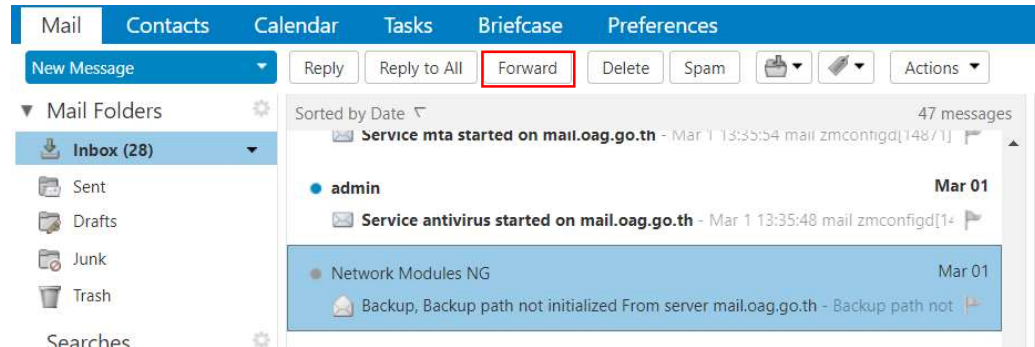 Mail Contacts Calendar Tasks Briefcase Preferences
New Message Reply Reply to All Forward Delete Spam Actions
Mail Folders
Sorted by Date 47 messages
Service mta started on mail.oag.go.th - Mar 1 13:35:54 mail zmconfigd[14871]
Inbox (28)
Sent
admin Mar 01
Drafts
Service antivirus started on mail.oag.go.th - Mar 1 13:35:48 mail zmconfigd[14
Junk
Network Modules NG Mar 01
Trash
Backup, Backup path not initialized From server mail.oag.go.th - Backup path not
Searches